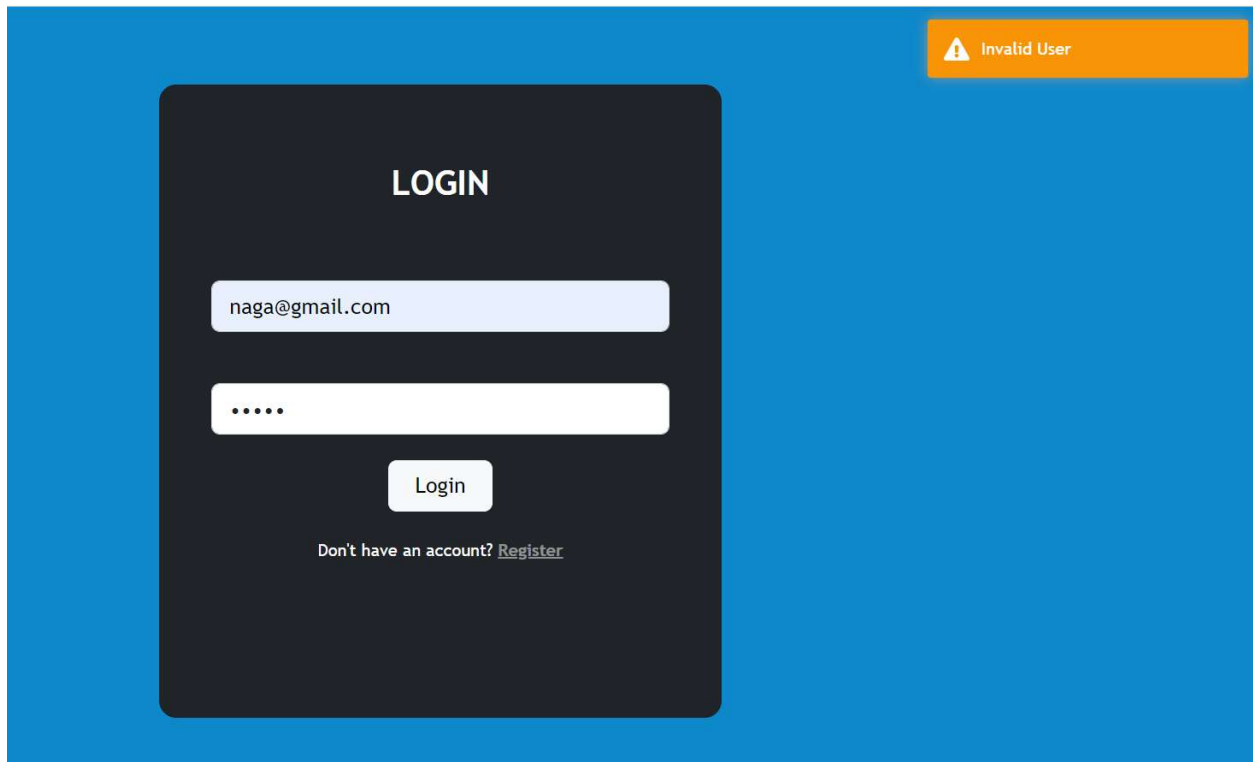 Invalid User
LOGIN
naga@gmail.com
•••••
Login
Don't have an account? Register